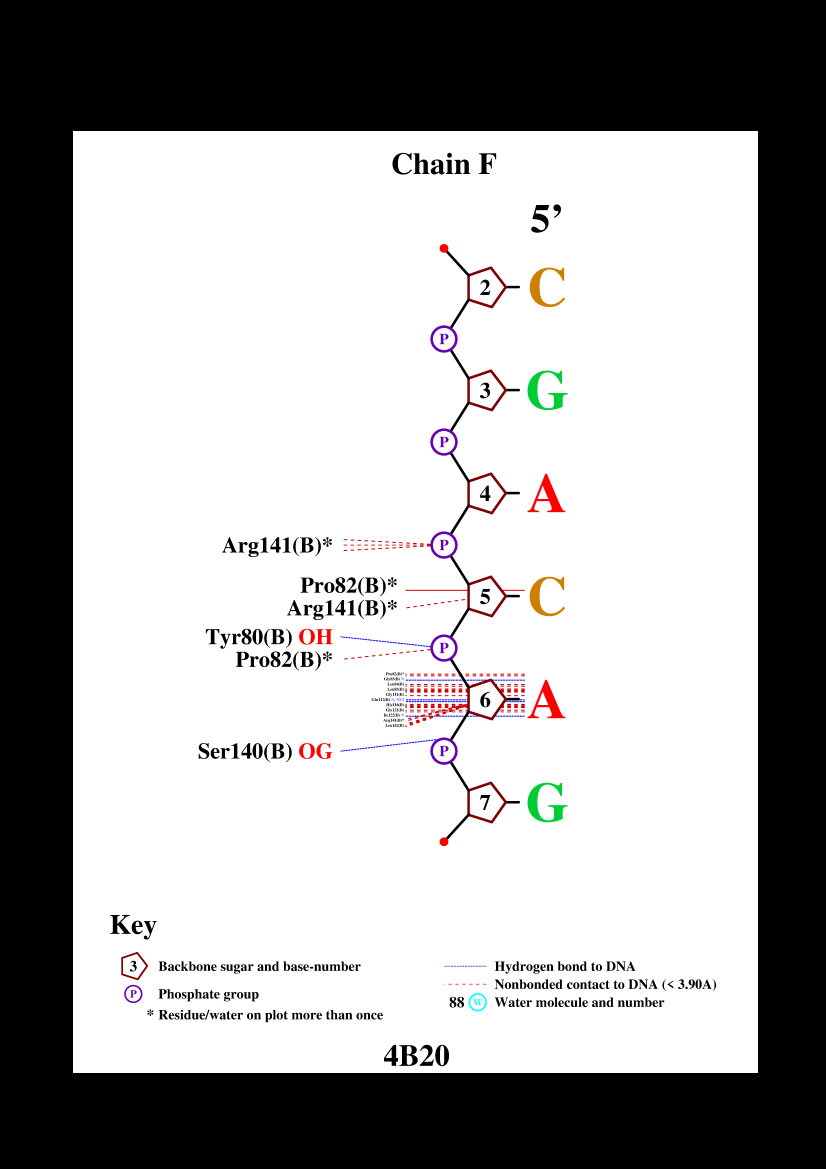 Chain F
5’
2 C
P
3 G
P
4 A
Arg141(B)* P
Pro82(B)*
5 C
Arg141(B)*
Tyr80(B) OH
P
Pro82(B)*
6 A
Ser140(B) OG P
7 G
Key
3 Backbone sugar and base-number
P Phosphate group
* Residue/water on plot more than once
Hydrogen bond to DNA
Nonbonded contact to DNA (< 3.90A)
88 W Water molecule and number
4B20